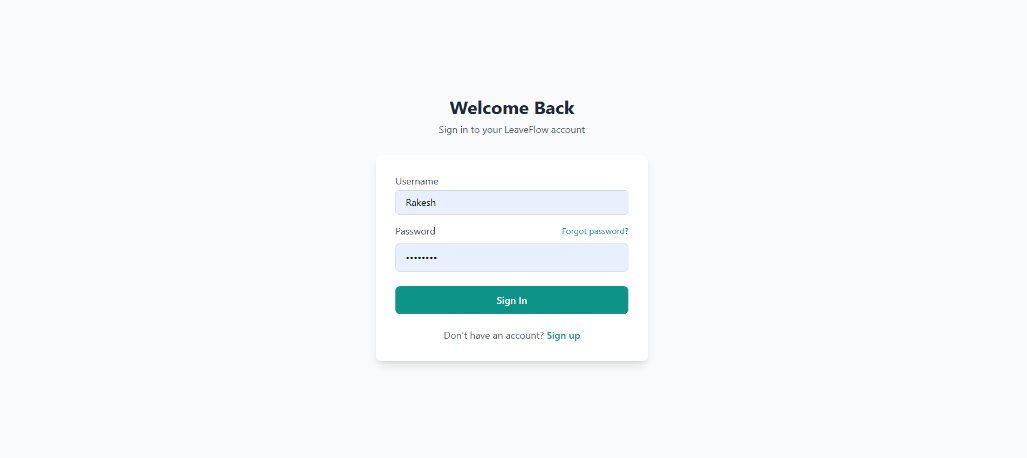 Welcome Back
Sign in to your LeaveFlow account
Username
Rakesh
Password Forgot password?
••••••••
Sign In
Don't have an account? Sign up